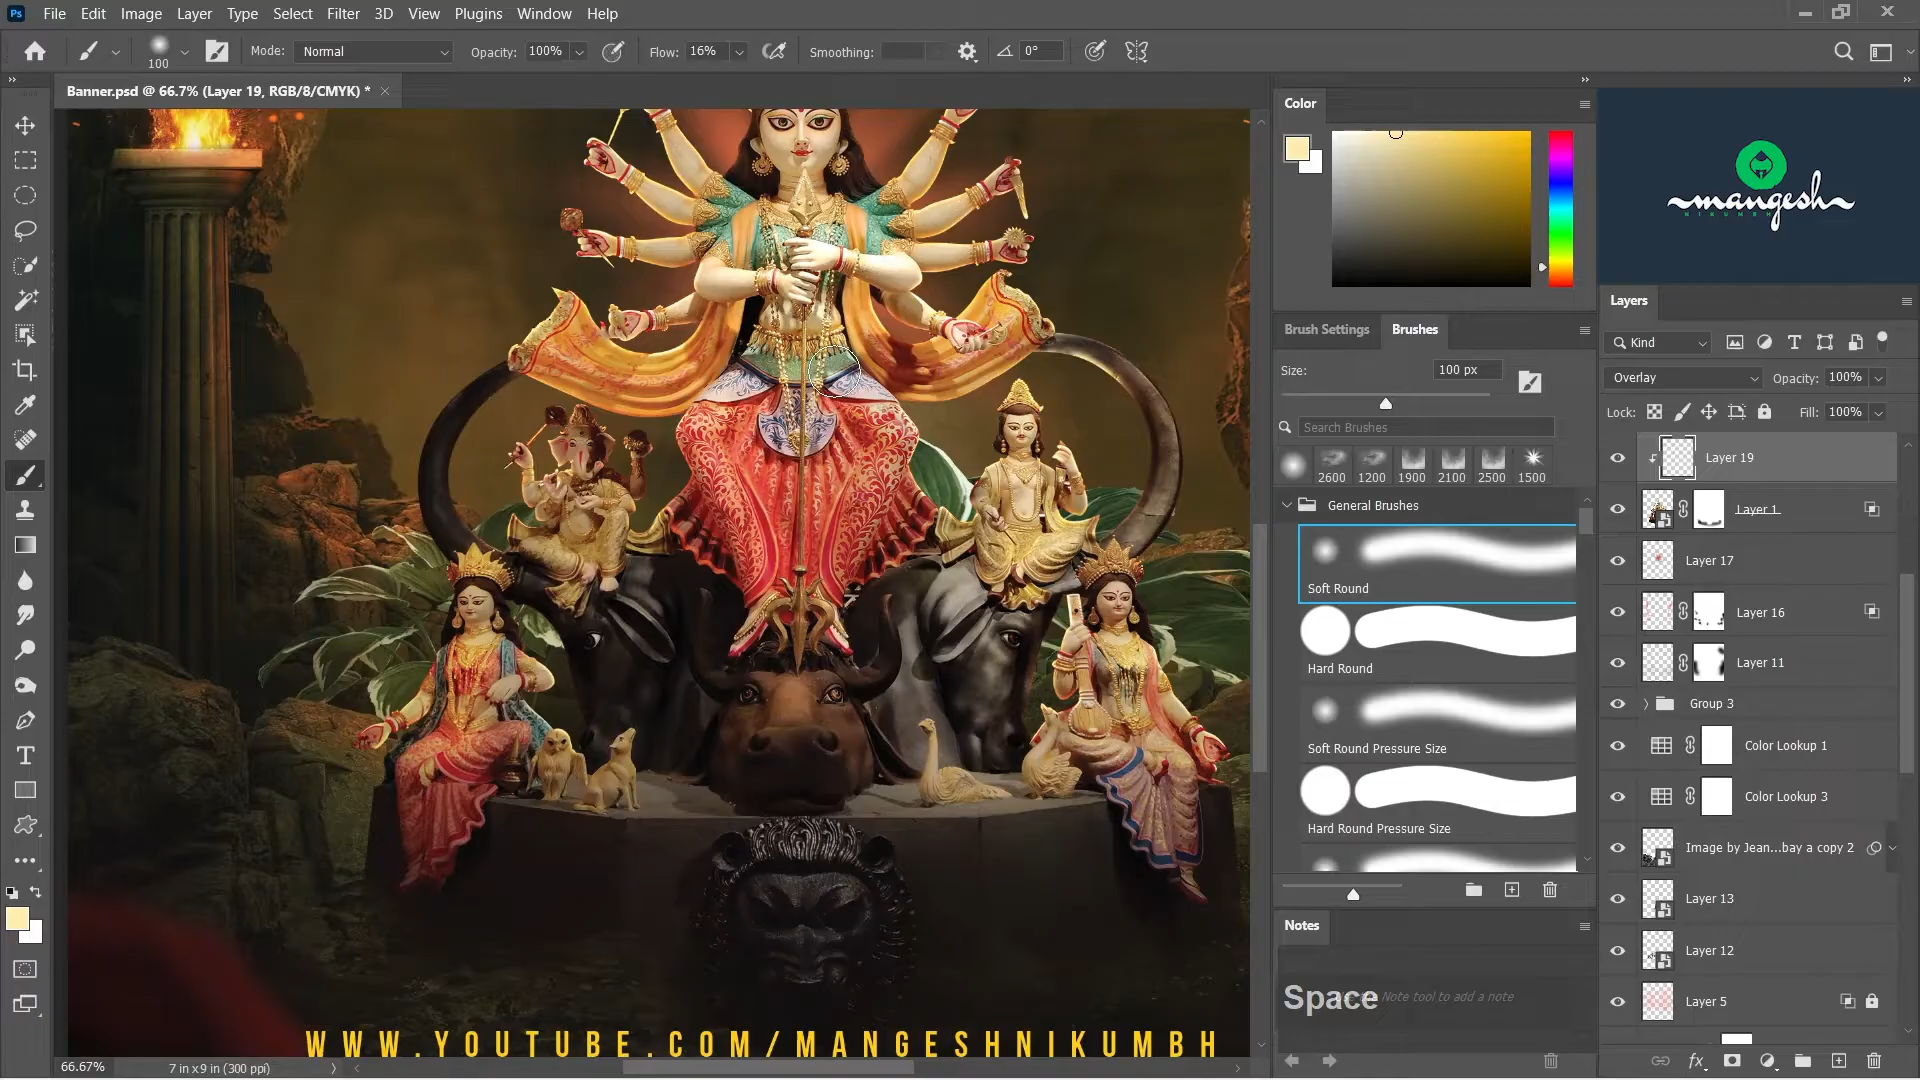 Ps File Edit Image Layer Type Select Filter 3D View Plugins Window Help
100 Mode: Normal Opacity: 100% Flow: 16% Smoothing: 0°
Banner.psd @ 66.7% (Layer 19, RGB/8/CMYK) *
Color
mangesh
NIKUMBH
Brush Settings Brushes
Size: 100 px
Search Brushes
2600 1200 1900 2100 2500 1500
General Brushes
Soft Round
Hard Round
Soft Round Pressure Size
Hard Round Pressure Size
Notes
Space
Note tool to add a note
Layers
Kind
Overlay Opacity: 100%
Lock: Fill: 100%
Layer 19
Layer 1
Layer 17
Layer 16
Layer 11
Group 3
Color Lookup 1
Color Lookup 3
Image by Jean...bay a copy 2
Layer 13
Layer 12
Layer 5
fx
WWW.YOUTUBE.COM/MANGESHNIKUMBH
66.67% 7 in x 9 in (300 ppi)